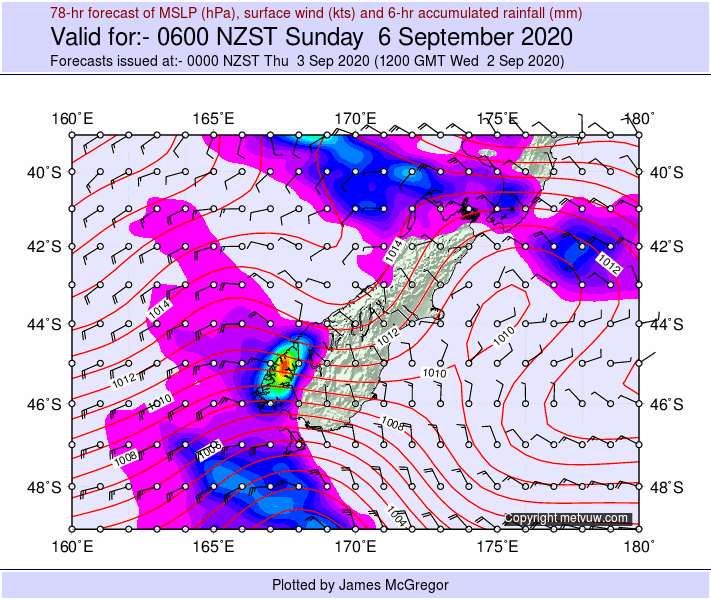 78-hr forecast of MSLP (hPa), surface wind (kts) and 6-hr accumulated rainfall (mm)
Valid for:- 0600 NZST Sunday 6 September 2020
Forecasts issued at:- 0000 NZST Thu 3 Sep 2020 (1200 GMT Wed 2 Sep 2020)
160°E 165°E 170°E 175°E 180°
40°S 40°S
42°S 42°S
1014
1012
44°S 44°S
1014
1012
1010
1012
1010
46°S 46°S
1010
1008
1006
1008
48°S 48°S
1004
Copyright metvuw.com
160°E 165°E 170°E 175°E 180°
Plotted by James McGregor